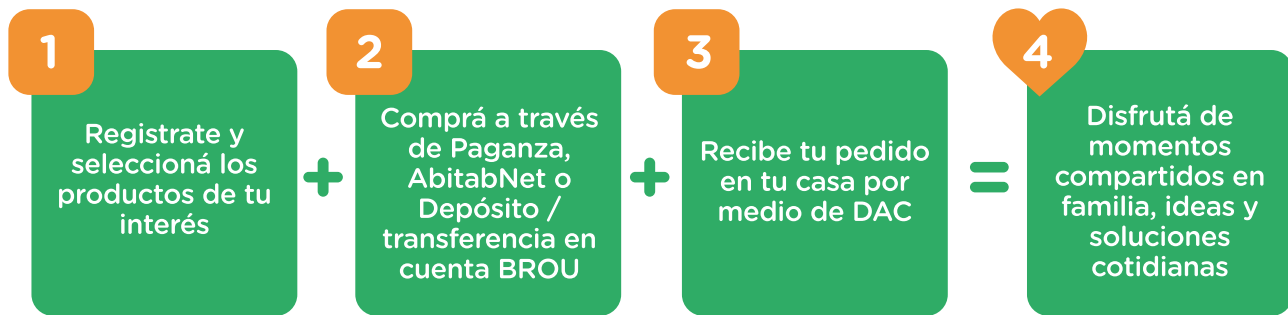 1
Registrate y
seleccioná los
productos de tu
interés
+
2
Comprá a través
de Paganza,
AbitabNet o
Depósito /
transferencia en
cuenta BROU
+
3
Recibe tu pedido
en tu casa por
medio de DAC
=
4
Disfrutá de
momentos
compartidos en
familia, ideas y
soluciones
cotidianas